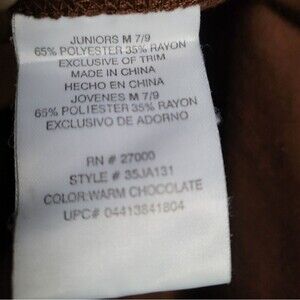 JUNIORS M 7/9
65% POLYESTER 35% RAYON
EXCLUSIVE OF TRIM
MADE IN CHINA
HECHO EN CHINA
JOVENES M 7/9
65% POLIESTER 35% RAYON
EXCLUSIVO DE ADORNO
RN # 27000
STYLE # 35JA131
COLOR:WARM CHOCOLATE
UPC# 04413841804